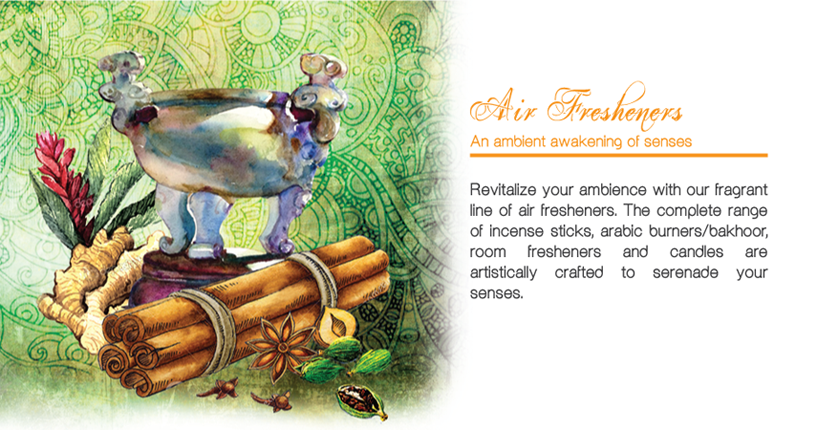 Air Fresheners
An ambient awakening of senses
Revitalize your ambience with our fragrant
line of air fresheners. The complete range
of incense sticks, arabic burners/bakhoor,
room fresheners and candles are
artistically crafted to serenade your
senses.